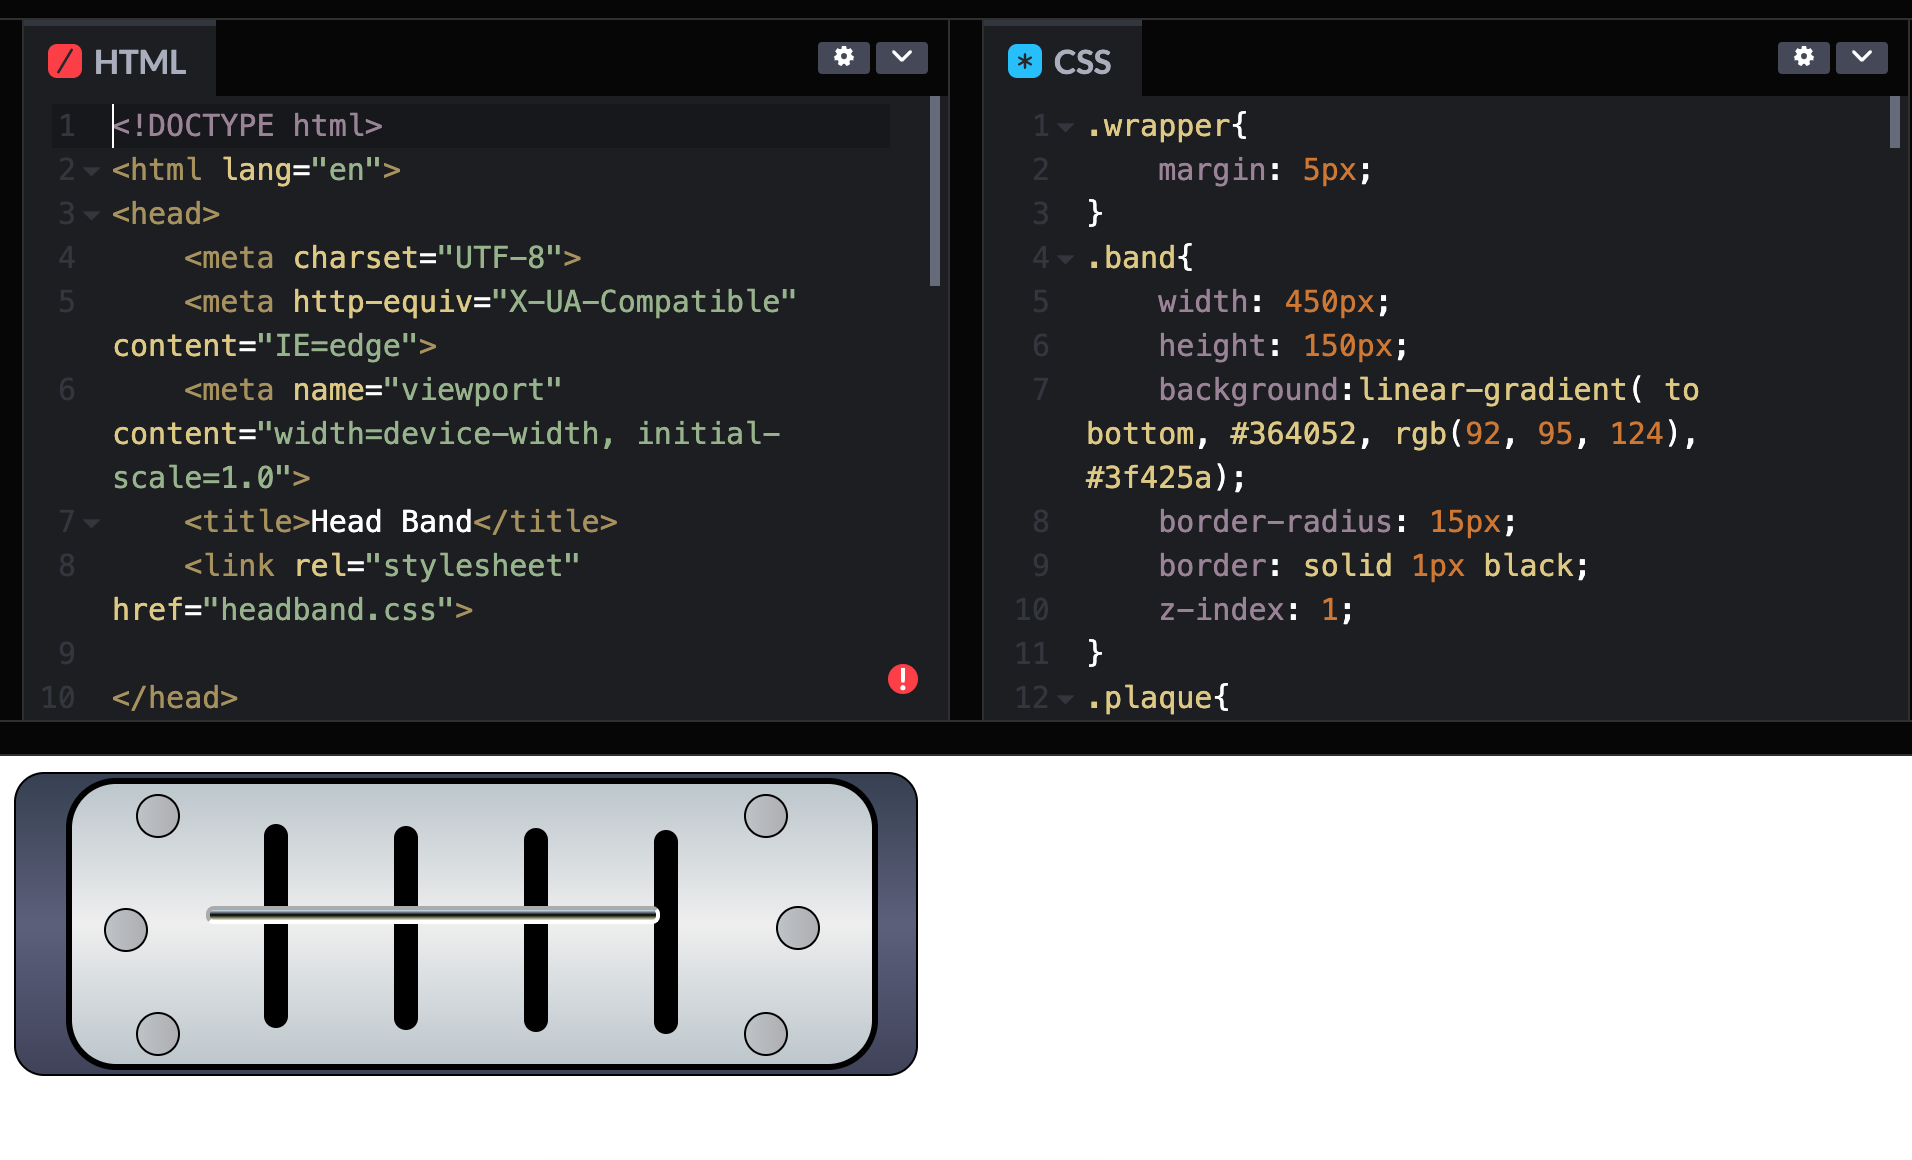 HTML
1 <!DOCTYPE html>
2 <html lang="en">
3 <head>
4     <meta charset="UTF-8">
5     <meta http-equiv="X-UA-Compatible"
content="IE=edge">
6     <meta name="viewport"
content="width=device-width, initial-
scale=1.0">
7     <title>Head Band</title>
8     <link rel="stylesheet"
href="headband.css">
9
10 </head>
CSS
1 .wrapper{
2     margin: 5px;
3 }
4 .band{
5     width: 450px;
6     height: 150px;
7     background:linear-gradient( to
bottom, #364052, rgb(92, 95, 124),
#3f425a);
8     border-radius: 15px;
9     border: solid 1px black;
10     z-index: 1;
11 }
12 .plaque{